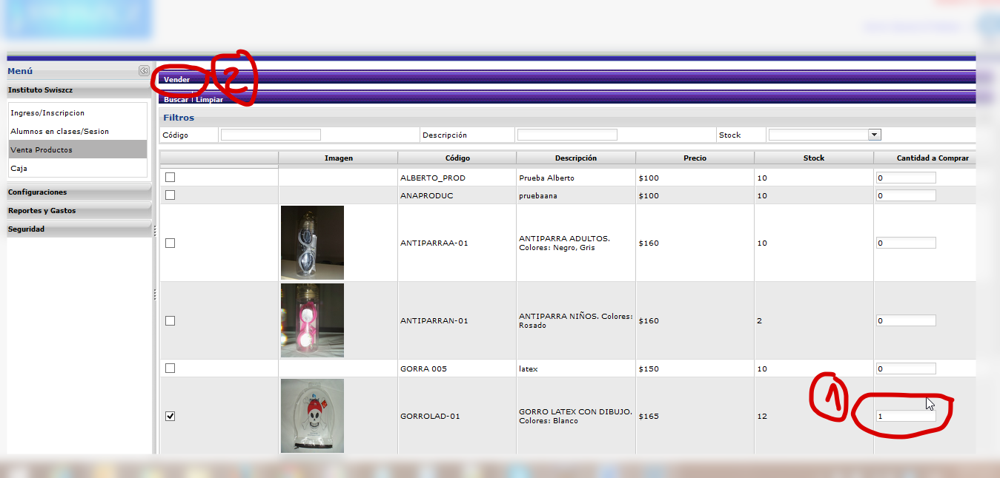 Menú
Instituto Swiszcz
Ingreso/Inscripcion
Alumnos en clases/Sesion
Venta Productos
Caja
Configuraciones
Reportes y Gastos
Seguridad
Vender 2
Buscar | Limpiar
Filtros
Código Descripción Stock
Imagen Código Descripción Precio Stock Cantidad a Comprar
ALBERTO_PROD Prueba Alberto $100 10 0
ANAPRODUC pruebaana $100 10 0
ANTIPARRAA-01 ANTIPARRA ADULTOS. Colores: Negro, Gris $160 10 0
ANTIPARRAN-01 ANTIPARRA NIÑOS. Colores: Rosado $160 2 0
GORRA 005 latex $150 10 0
1
GORROLAD-01 GORRO LATEX CON DIBUJO. Colores: Blanco $165 12 1